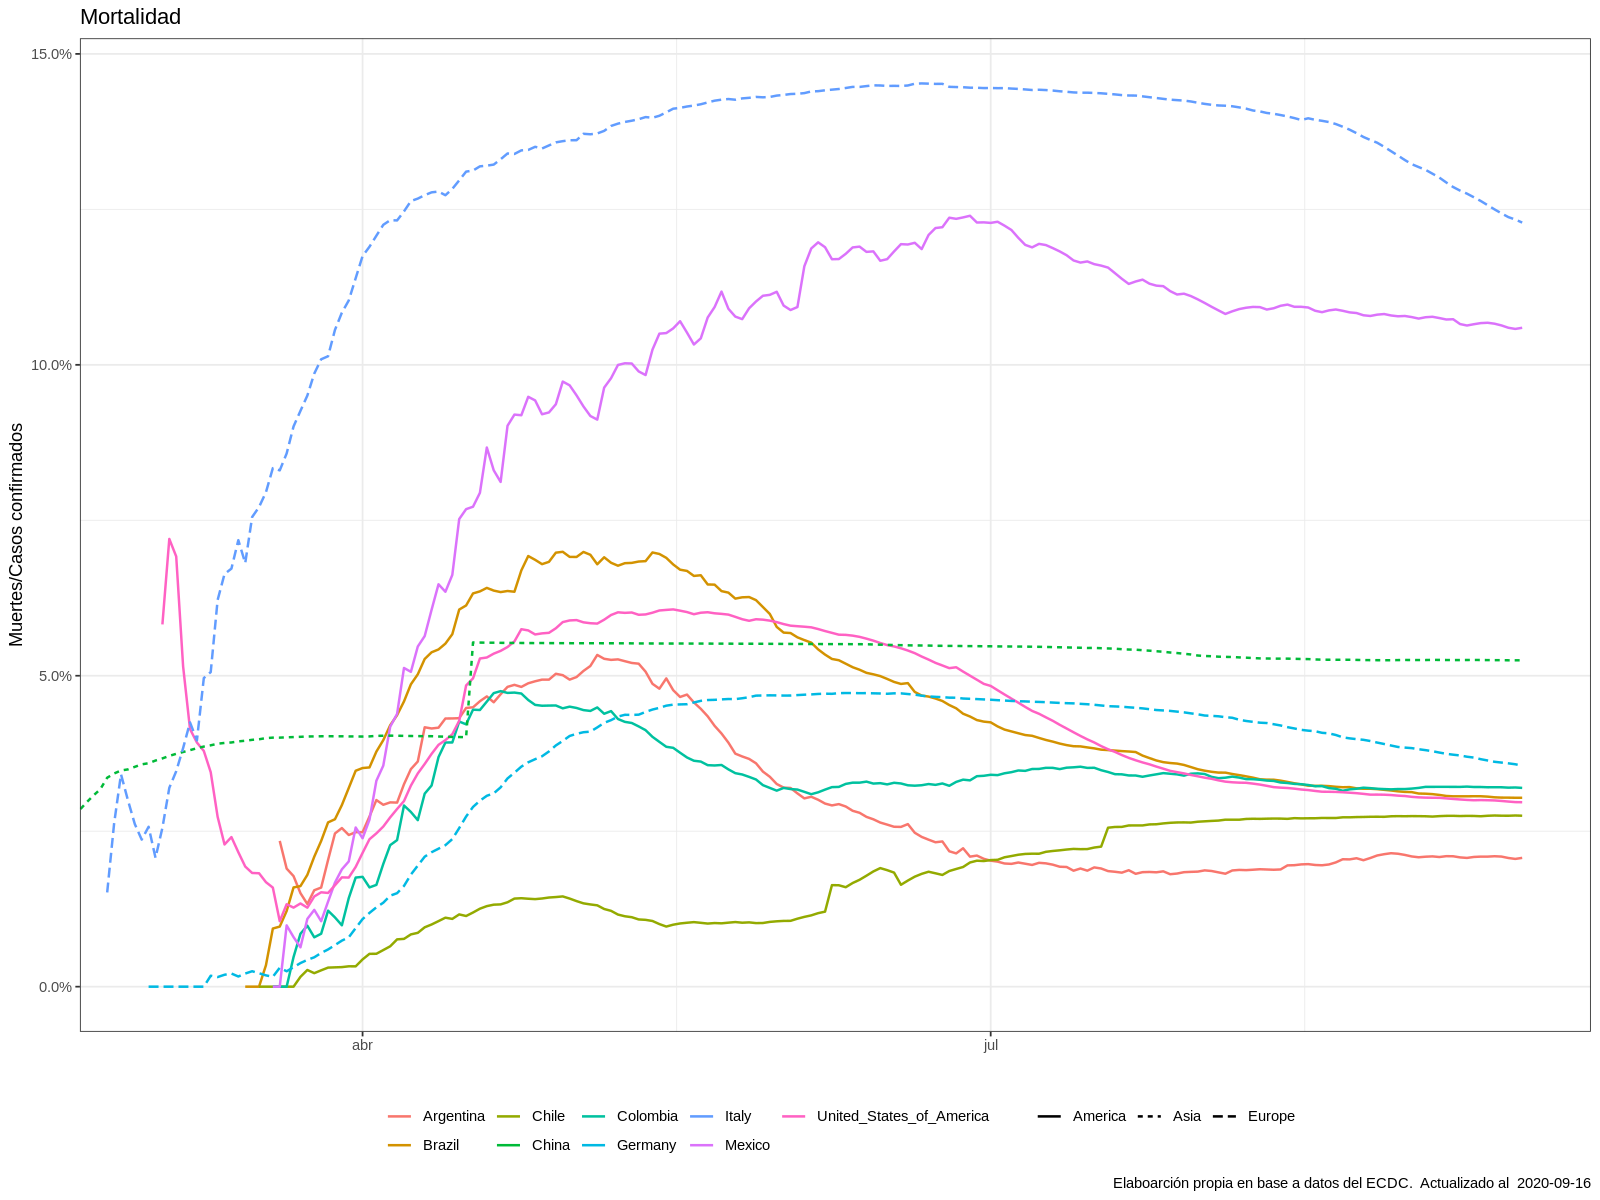 Mortalidad
15.0%
10.0%
5.0%
0.0%
Muertes/Casos confirmados
abr jul
Argentina Chile Colombia Italy United_States_of_America America Asia Europe
Brazil China Germany Mexico
Elaboarción propia en base a datos del ECDC. Actualizado al 2020-09-16